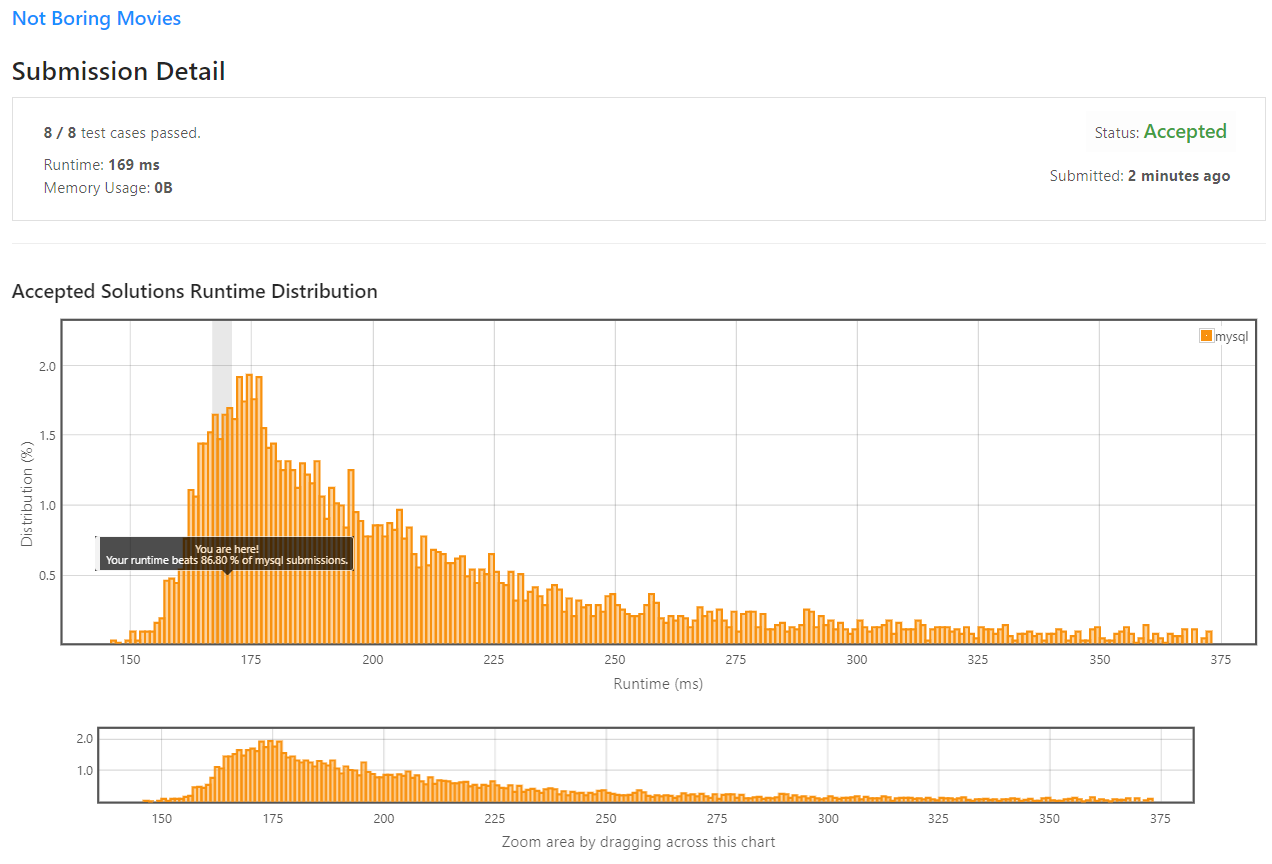 Not Boring Movies
Submission Detail
8 / 8 test cases passed.
Status: Accepted
Runtime: 169 ms
Memory Usage: 0B
Submitted: 2 minutes ago
Accepted Solutions Runtime Distribution
mysql
Distribution (%)
2.0
1.5
1.0
0.5
You are here!
Your runtime beats 86.80 % of mysql submissions.
150 175 200 225 250 275 300 325 350 375
Runtime (ms)
2.0
1.0
150 175 200 225 250 275 300 325 350 375
Zoom area by dragging across this chart